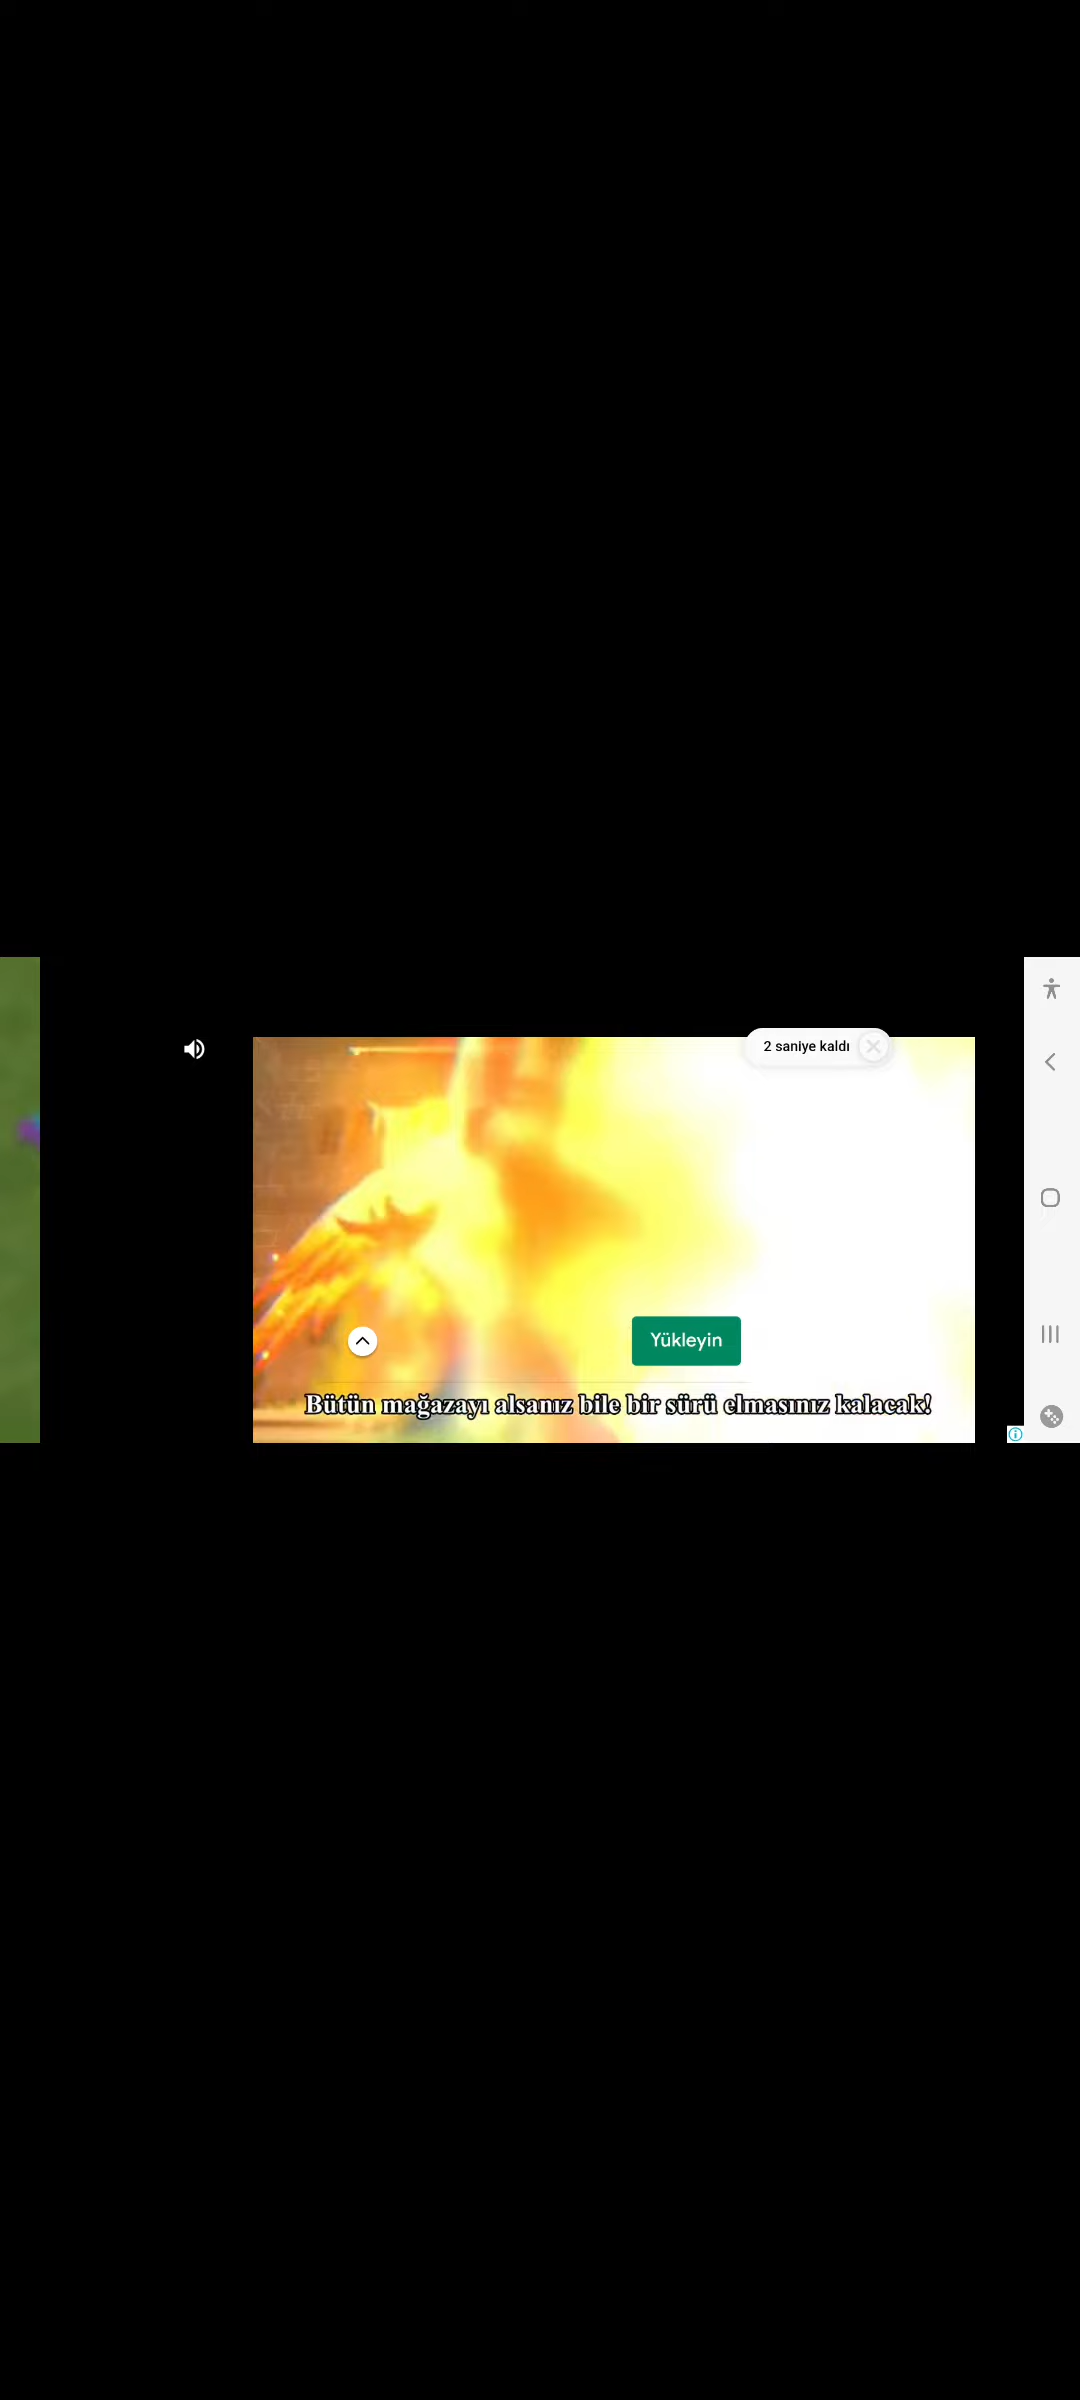 2 saniye kaldı
Yükleyin
Bütün mağazayı alsanız bile bir sürü elmasınız kalacak!